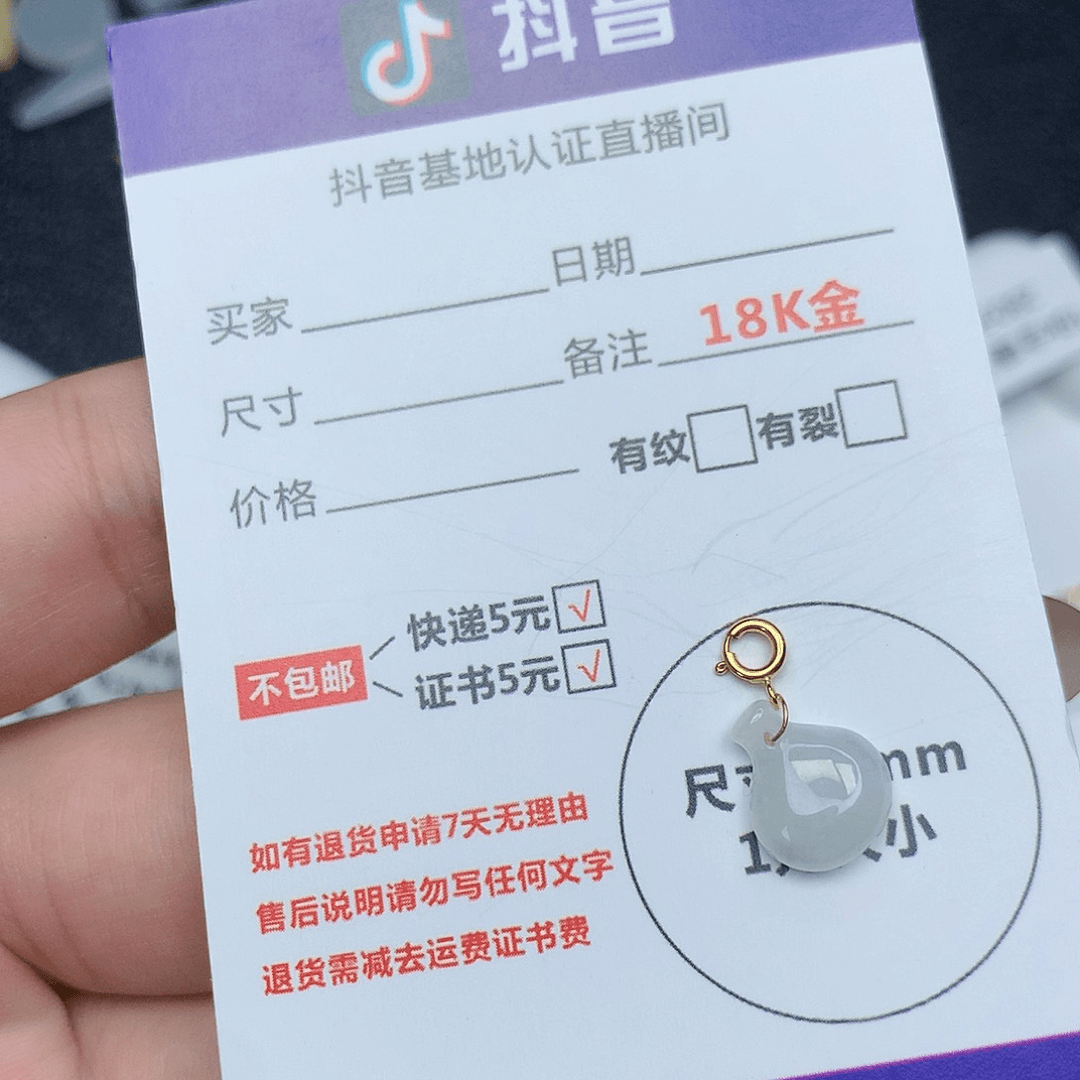 抖音
抖音基地认证直播间
买家 日期
尺寸 备注 18K金
价格 有纹 有裂
不包邮 快递5元 √
证书5元 √
如有退货申请7天无理由
售后说明请勿写任何文字
退货需减去运费证书费
尺 mm
小